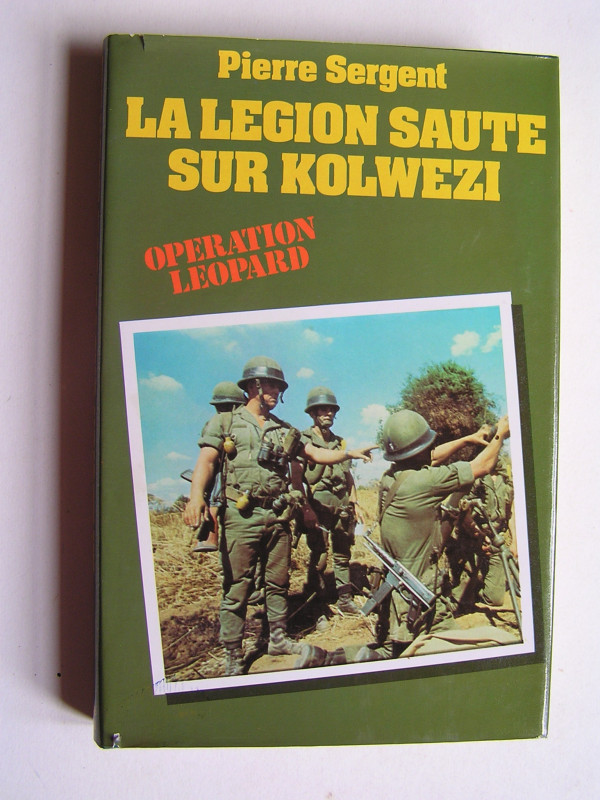 Pierre Sergent
LA LEGION SAUTE
SUR KOLWEZI
OPERATION
LEOPARD